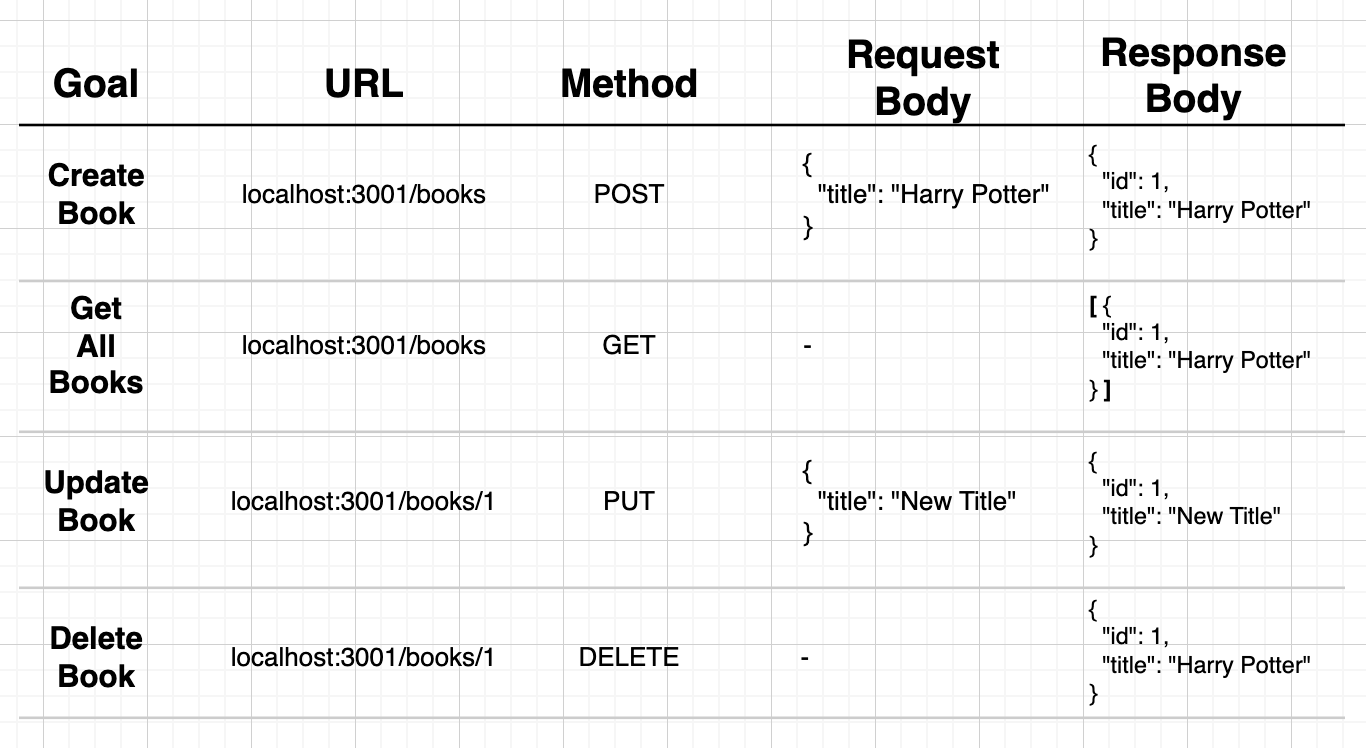 Goal
URL
Method
Request
Body
Response
Body
Create
Book
localhost:3001/books
POST
{
"title": "Harry Potter"
}
{
"id": 1,
"title": "Harry Potter"
}
Get
All
Books
localhost:3001/books
GET
-
[ {
"id": 1,
"title": "Harry Potter"
} ]
Update
Book
localhost:3001/books/1
PUT
{
"title": "New Title"
}
{
"id": 1,
"title": "New Title"
}
Delete
Book
localhost:3001/books/1
DELETE
-
{
"id": 1,
"title": "Harry Potter"
}